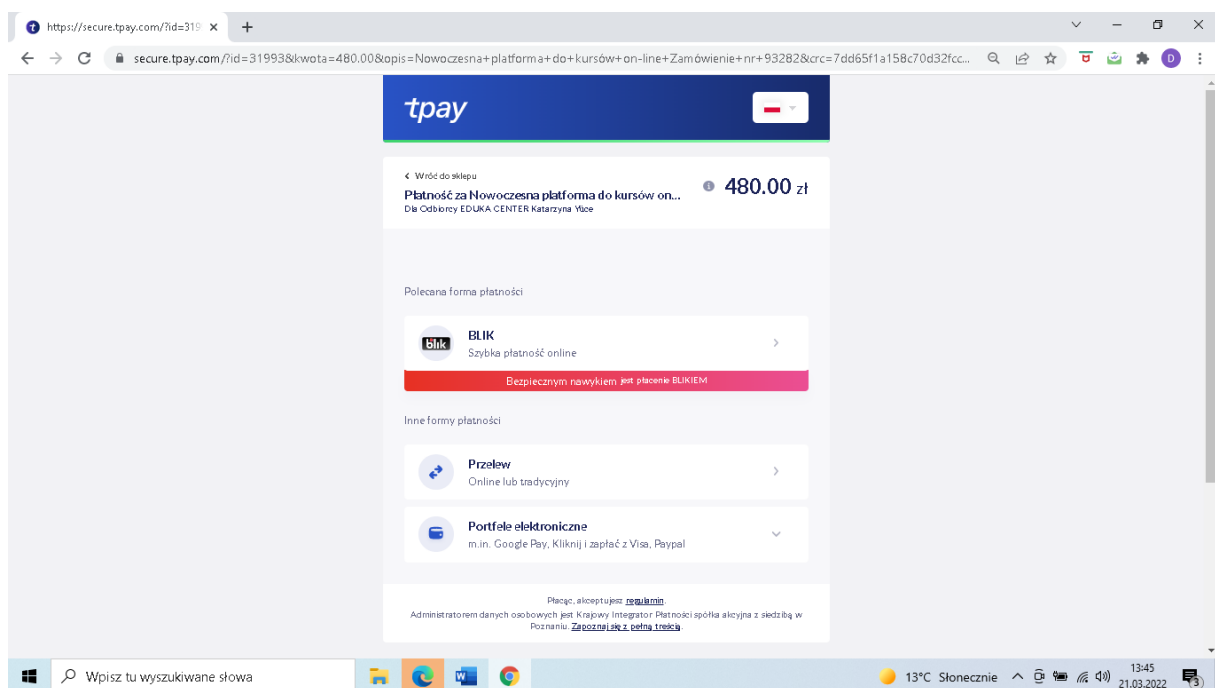 https://secure.tpay.com/?id=319
secure.tpay.com/?id=31993&kwota=480.00&opis=Nowoczesna+platforma+do+kursów+on-line+Zamówienie+nr+93282&crc=7dd65f1a158c70d32fcc...
D
tpay
Wróć do sklepu
Płatność za Nowoczesna platforma do kursów on...
480.00 zł
Dla Odbiorcy EDUKA CENTER Katarzyna Yüce
Polecana forma płatności
blik
BLIK
Szybka płatność online
Bezpiecznym nawykiem jest płacenie BLIKIEM
Inne formy płatności
Przelew
Online lub tradycyjny
Portfele elektroniczne
m.in. Google Pay, Kliknij i zapłać z Visa, Paypal
Płacąc, akceptujesz regulamin.
Administratorem danych osobowych jest Krajowy Integrator Płatności spółka akcyjna z siedzibą w
Poznaniu. Zapoznaj się z pełną treścią.
Wpisz tu wyszukiwane słowa
13°C Słonecznie
13:45
21.03.2022
3